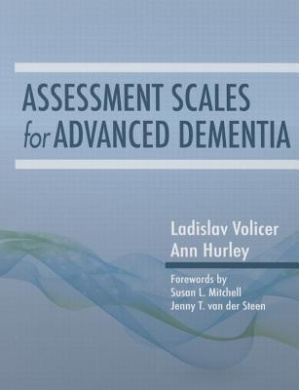 ASSESSMENT SCALES
for ADVANCED DEMENTIA
Ladislav Volicer
Ann Hurley
Forewords by
Susan L. Mitchell
Jenny T. van der Steen